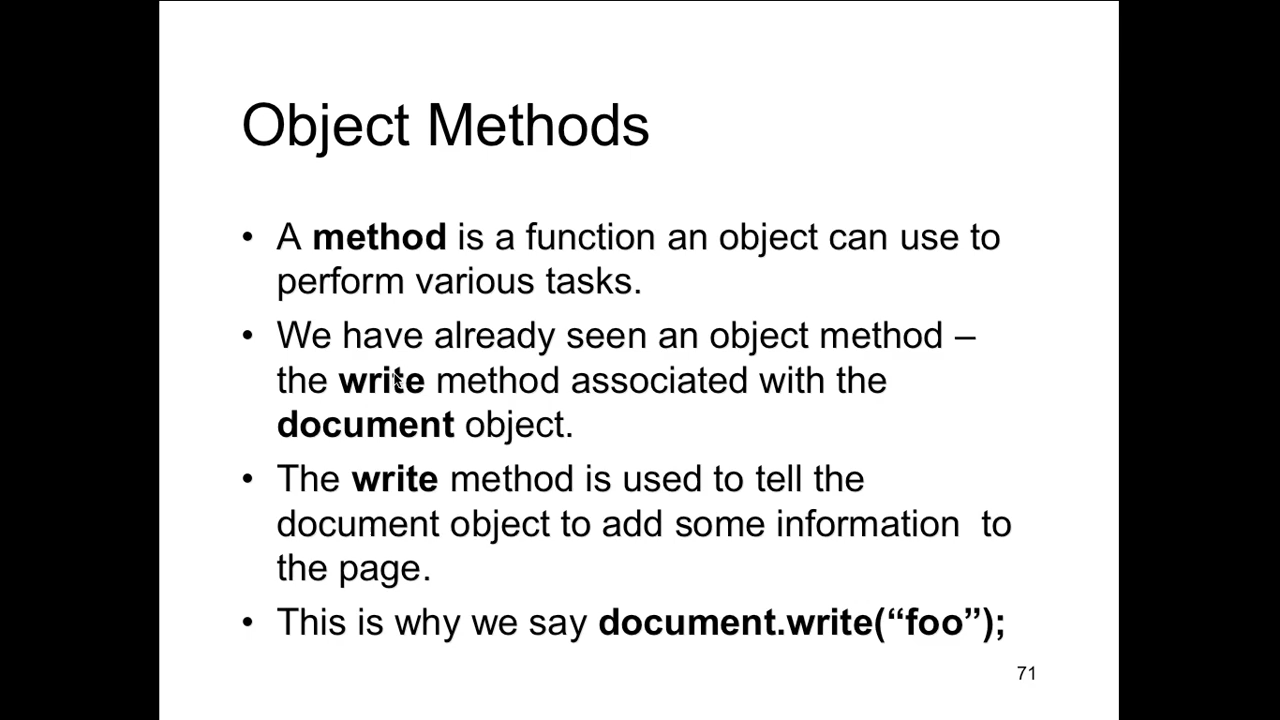 Object Methods
• A method is a function an object can use to
perform various tasks.
• We have already seen an object method –
the write method associated with the
document object.
• The write method is used to tell the
document object to add some information  to
the page.
• This is why we say document.write(“foo”);
71